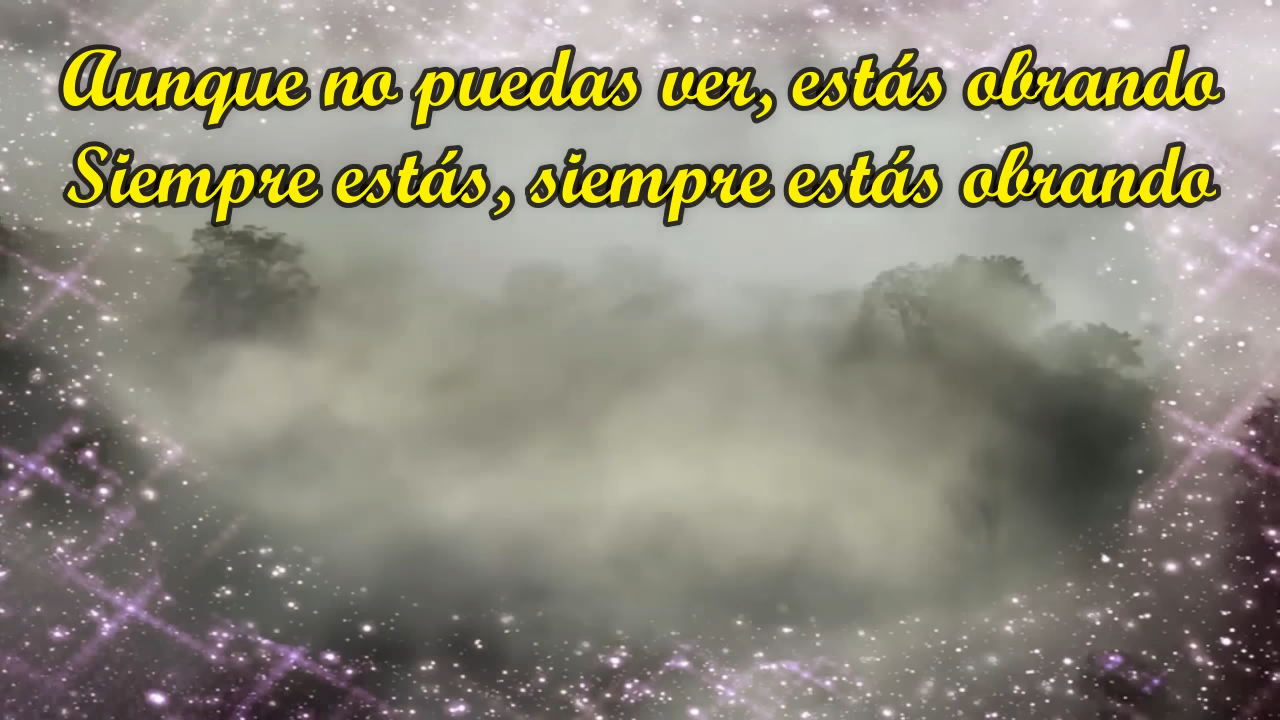 Aunque no puedas ver, estás obrando
Siempre estás, siempre estás obrando